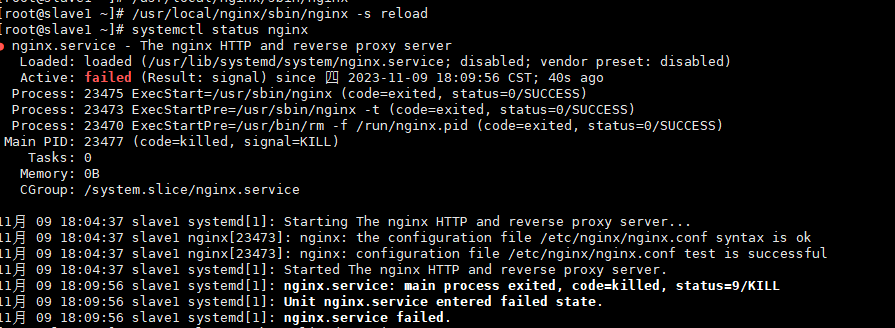 [root@slave1 ~]# /usr/local/nginx/sbin/nginx -s reload
[root@slave1 ~]# systemctl status nginx
● nginx.service - The nginx HTTP and reverse proxy server
Loaded: loaded (/usr/lib/systemd/system/nginx.service; disabled; vendor preset: disabled)
Active: failed (Result: signal) since 四 2023-11-09 18:09:56 CST; 40s ago
Process: 23475 ExecStart=/usr/sbin/nginx (code=exited, status=0/SUCCESS)
Process: 23473 ExecStartPre=/usr/sbin/nginx -t (code=exited, status=0/SUCCESS)
Process: 23470 ExecStartPre=/usr/bin/rm -f /run/nginx.pid (code=exited, status=0/SUCCESS)
Main PID: 23477 (code=killed, signal=KILL)
Tasks: 0
Memory: 0B
CGroup: /system.slice/nginx.service
11月 09 18:04:37 slave1 systemd[1]: Starting The nginx HTTP and reverse proxy server...
11月 09 18:04:37 slave1 nginx[23473]: nginx: the configuration file /etc/nginx/nginx.conf syntax is ok
11月 09 18:04:37 slave1 nginx[23473]: nginx: configuration file /etc/nginx/nginx.conf test is successful
11月 09 18:04:37 slave1 systemd[1]: Started The nginx HTTP and reverse proxy server.
11月 09 18:09:56 slave1 systemd[1]: nginx.service: main process exited, code=killed, status=9/KILL
11月 09 18:09:56 slave1 systemd[1]: Unit nginx.service entered failed state.
11月 09 18:09:56 slave1 systemd[1]: nginx.service failed.